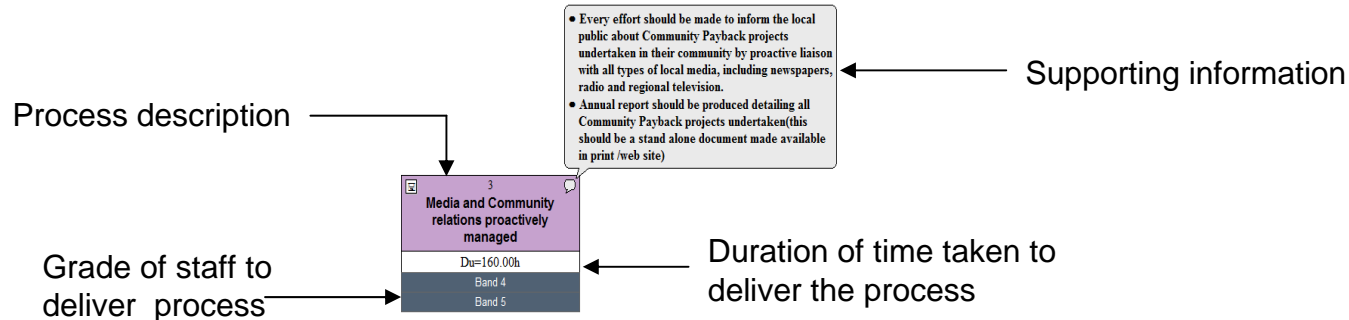 ● Every effort should be made to inform the local
public about Community Payback projects
undertaken in their community by proactive liaison
with all types of local media, including newspapers,
radio and regional television.
● Annual report should be produced detailing all
Community Payback projects undertaken(this
should be a stand alone document made available
in print /web site)
Supporting information
Process description
3
Media and Community
relations proactively
managed
Du=160.00h
Band 4
Band 5
Grade of staff to
deliver process
Duration of time taken to
deliver the process